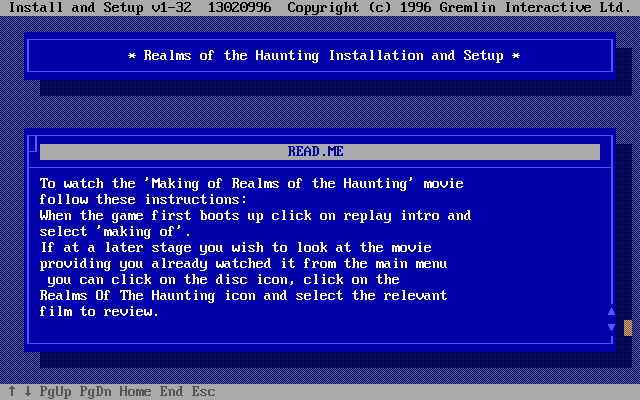 Install and Setup v1-32  13020996  Copyright (c) 1996 Gremlin Interactive Ltd.
* Realms of the Haunting Installation and Setup *
READ.ME
To watch the 'Making of Realms of the Haunting' movie
follow these instructions:
When the game first boots up click on replay intro and
select 'making of'.
If at a later stage you wish to look at the movie
providing you already watched it from the main menu
 you can click on the disc icon, click on the
Realms Of The Haunting icon and select the relevant
film to review.
↑ ↓ PgUp PgDn Home End Esc